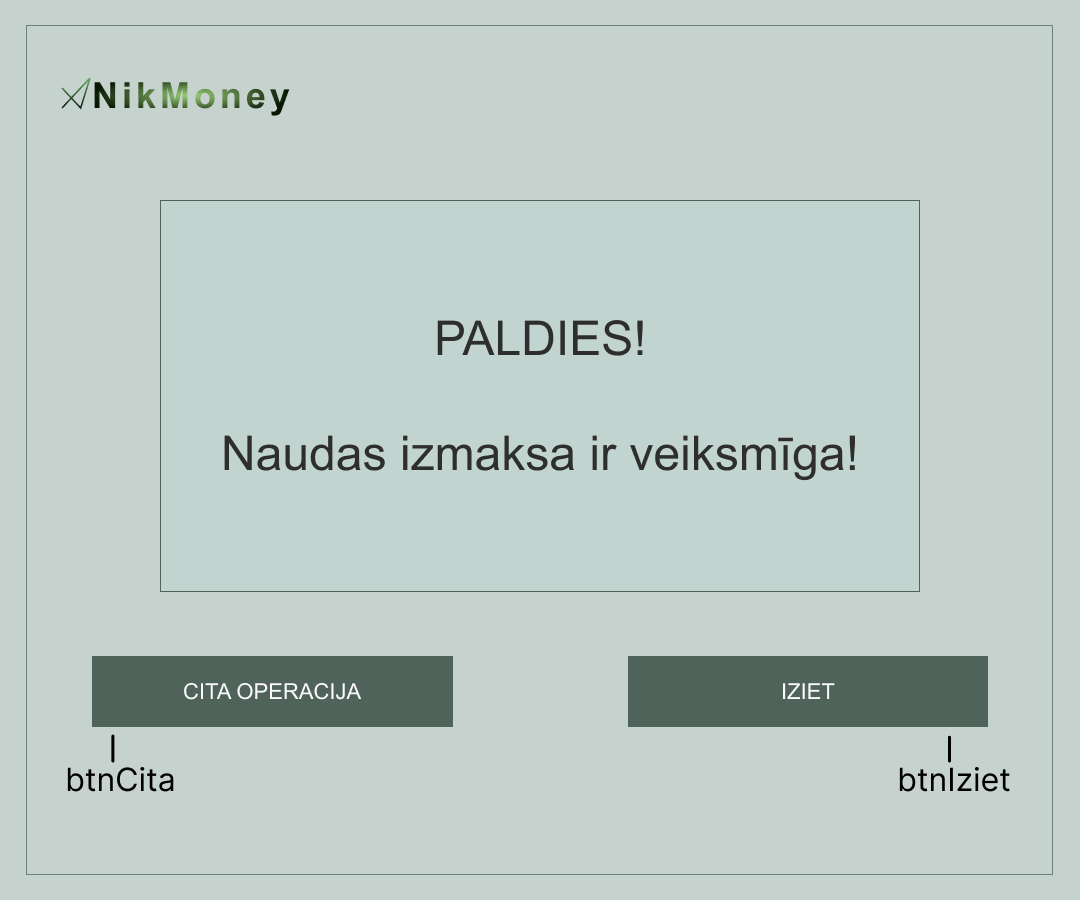 NikMoney
PALDIES!
Naudas izmaksa ir veiksmīga!
CITA OPERACIJA
IZIET
btnCita
btnIziet